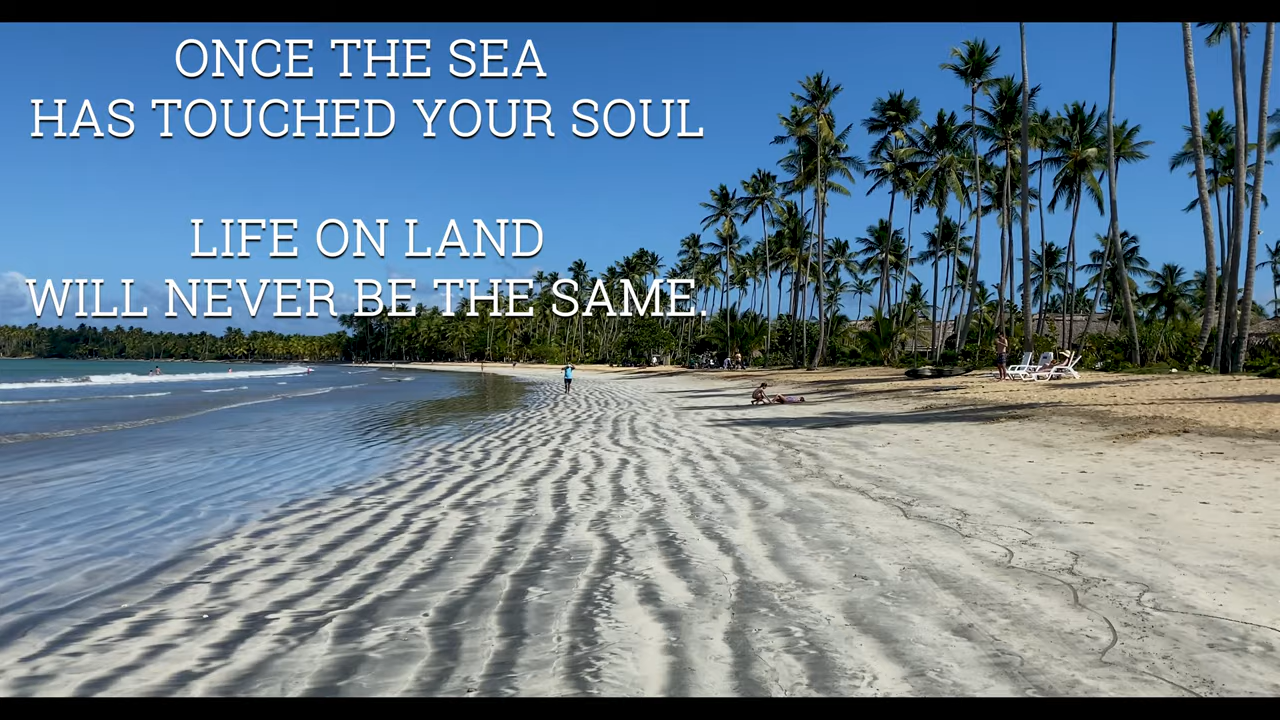 ONCE THE SEA
HAS TOUCHED YOUR SOUL
LIFE ON LAND
WILL NEVER BE THE SAME.